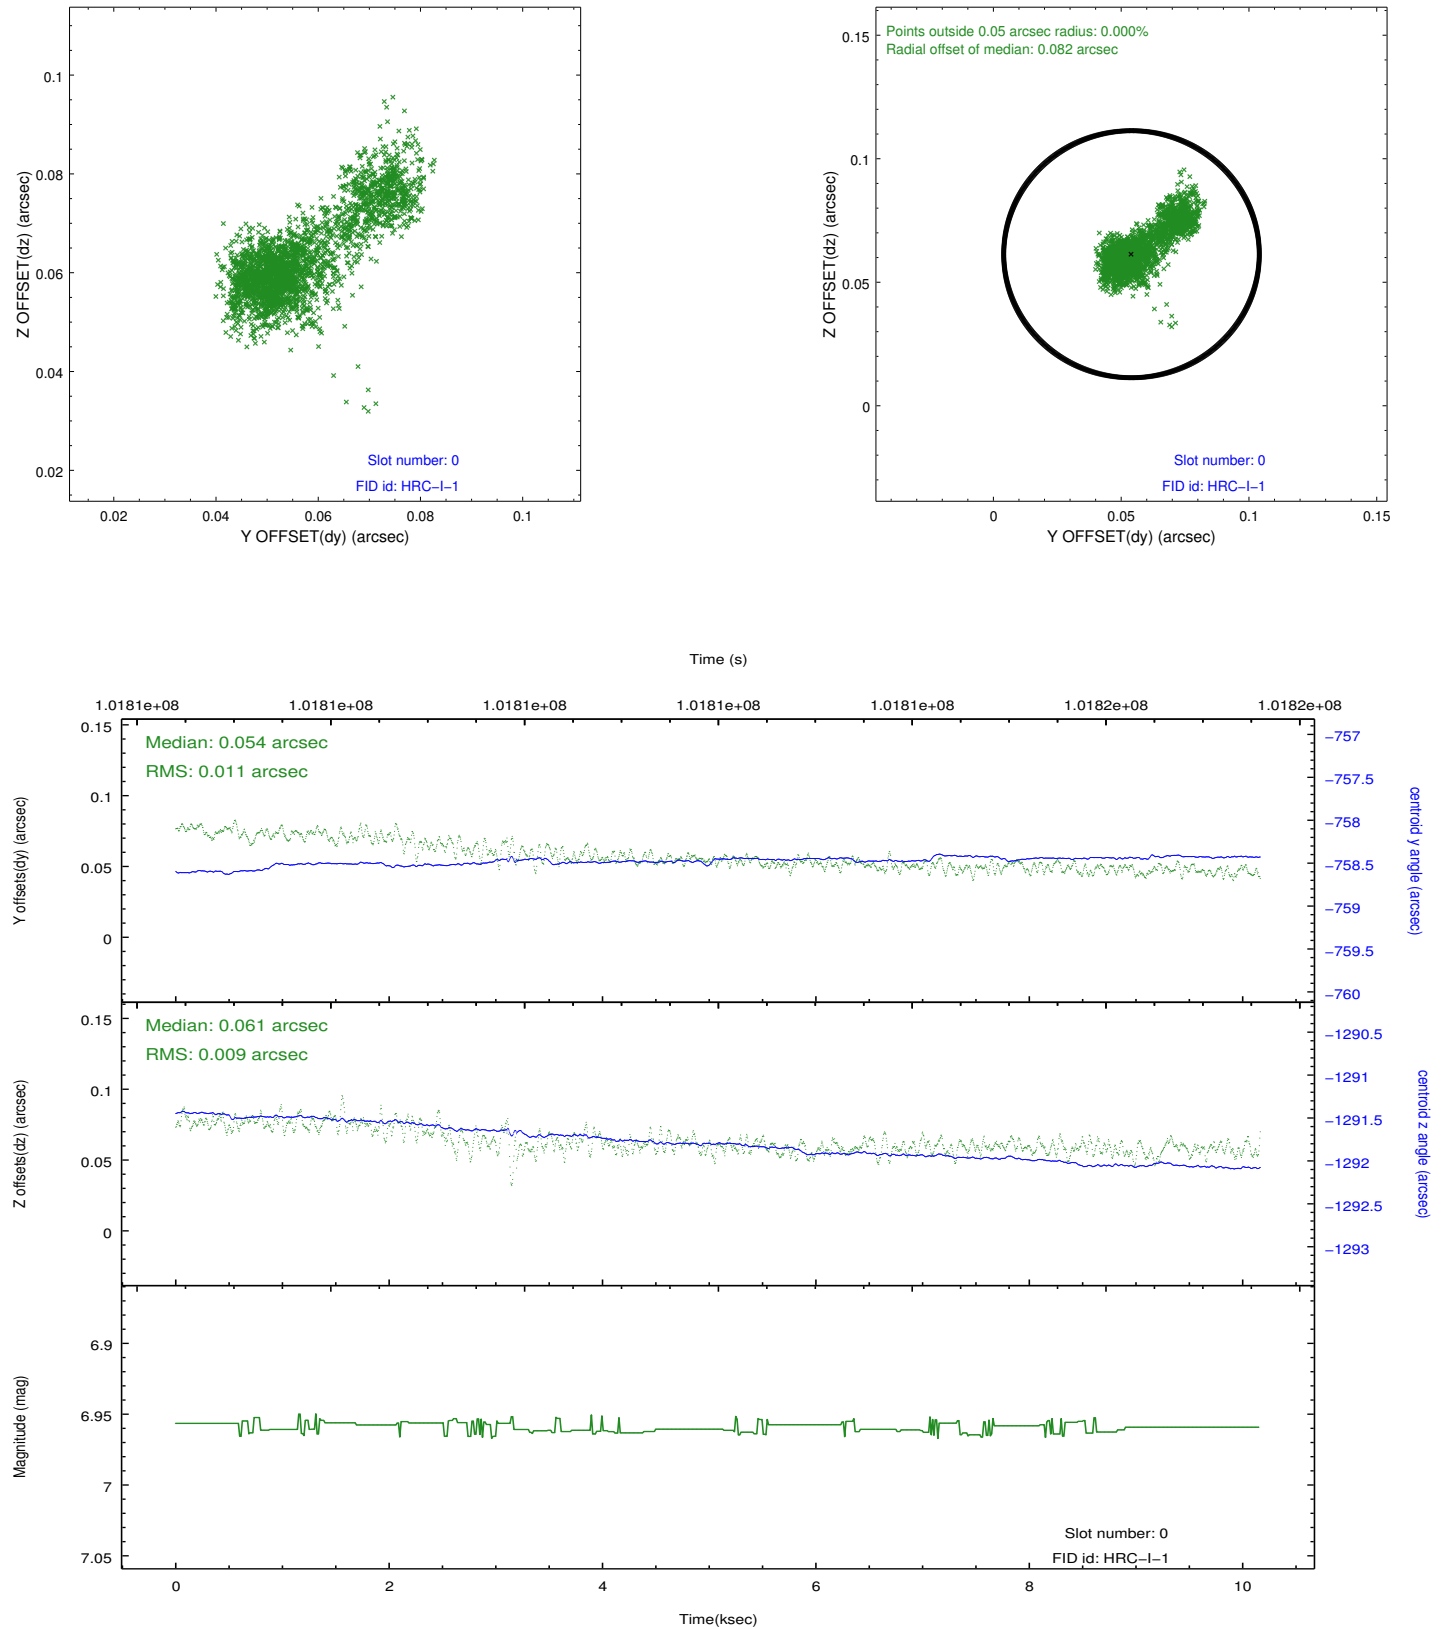 0.1
0.08
0.06
0.04
0.02
Z OFFSET(dz) (arcsec)
Slot number: 0
FID id: HRC−I−1
0.02 0.04 0.06 0.08 0.1
Y OFFSET(dy) (arcsec)
Points outside 0.05 arcsec radius: 0.000%
Radial offset of median: 0.082 arcsec
0.15
0.1
0.05
0
Z OFFSET(dz) (arcsec)
Slot number: 0
FID id: HRC−I−1
0 0.05 0.1 0.15
Y OFFSET(dy) (arcsec)
Time (s)
1.0181e+08 1.0181e+08 1.0181e+08 1.0181e+08 1.0181e+08 1.0182e+08 1.0182e+08
Median: 0.054 arcsec
RMS: 0.011 arcsec
0.15
0.1
0.05
0
Y offsets(dy) (arcsec)
−757
−757.5
−758
−758.5
−759
−759.5
−760
centroid y angle (arcsec)
Median: 0.061 arcsec
RMS: 0.009 arcsec
0.15
0.1
0.05
0
Z offsets(dz) (arcsec)
−1290.5
−1291
−1291.5
−1292
−1292.5
−1293
centroid z angle (arcsec)
6.9
6.95
7
7.05
Magnitude (mag)
Slot number: 0
FID id: HRC−I−1
0 2 4 6 8 10
Time(ksec)